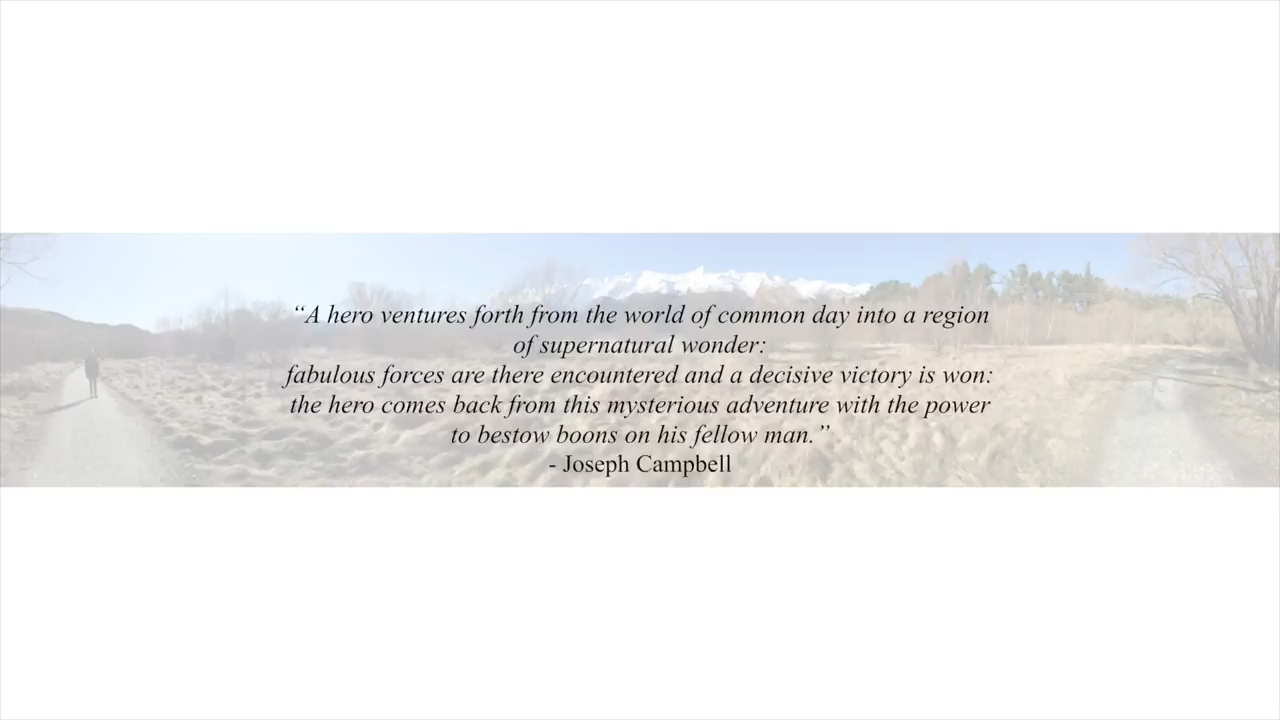 “A hero ventures forth from the world of common day into a region
of supernatural wonder:
fabulous forces are there encountered and a decisive victory is won:
the hero comes back from this mysterious adventure with the power
to bestow boons on his fellow man.”
- Joseph Campbell